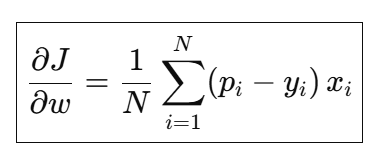 ∂J/∂w = 1/N ∑_{i=1}^{N} (p_i − y_i) x_i